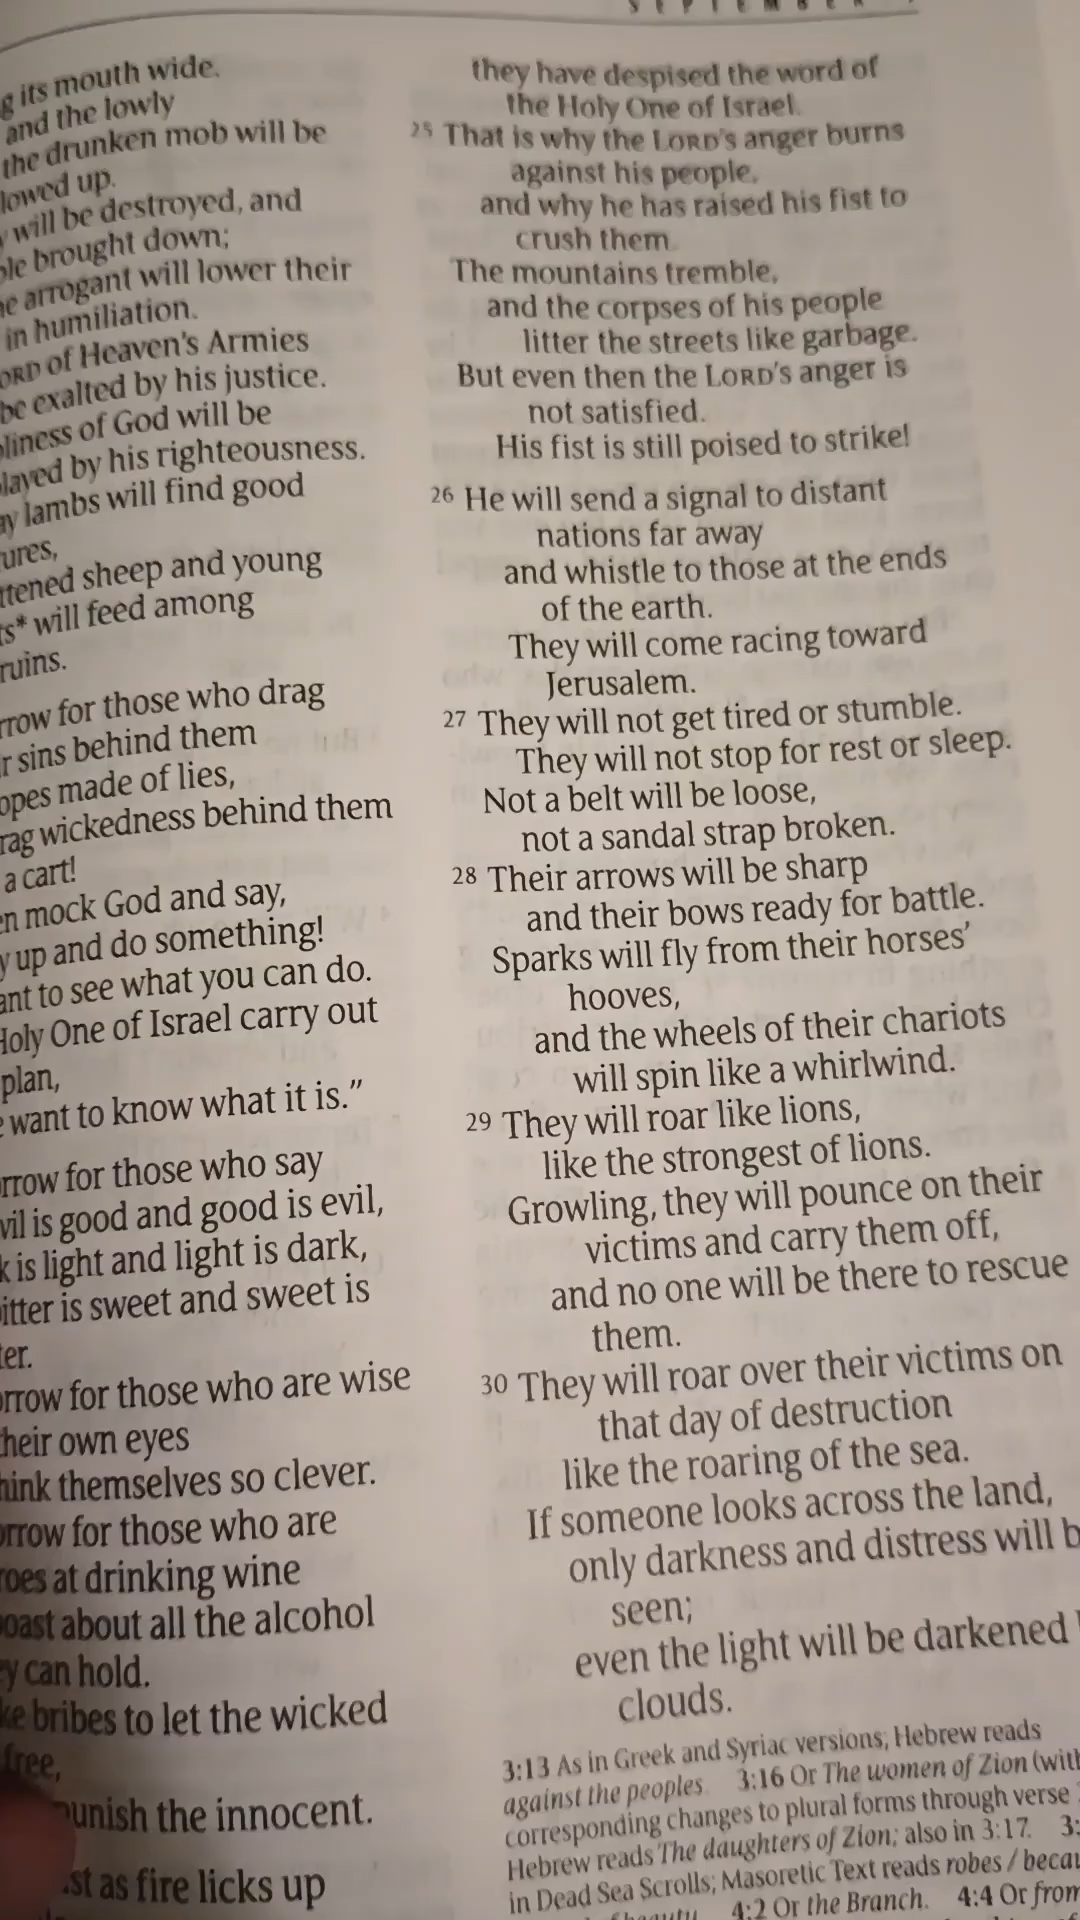 SEPTEMBER
its mouth wide.
and the lowly
the drunken mob will be
lowed up.
will be destroyed, and
ble brought down;
arrogant will lower their
in humiliation.
ORD of Heaven's Armies
be exalted by his justice.
liness of God will be
layed by his righteousness.
lambs will find good
ures,
ttened sheep and young
ts* will feed among
ruins.
rrow for those who drag
r sins behind them
opes made of lies,
rag wickedness behind them
a cart!
en mock God and say,
y up and do something!
ant to see what you can do.
Holy One of Israel carry out
plan,
want to know what it is.”
rrow for those who say
vil is good and good is evil,
k is light and light is dark,
itter is sweet and sweet is
ter.
rrow for those who are wise
their own eyes
hink themselves so clever.
rrow for those who are
roes at drinking wine
oast about all the alcohol
ey can hold.
ke bribes to let the wicked
free,
unish the innocent.
st as fire licks up
they have despised the word of
the Holy One of Israel.
25 That is why the LORD's anger burns
against his people,
and why he has raised his fist to
crush them.
The mountains tremble,
and the corpses of his people
litter the streets like garbage.
But even then the LORD's anger is
not satisfied.
His fist is still poised to strike!
26 He will send a signal to distant
nations far away
and whistle to those at the ends
of the earth.
They will come racing toward
Jerusalem.
27 They will not get tired or stumble.
They will not stop for rest or sleep.
Not a belt will be loose,
not a sandal strap broken.
28 Their arrows will be sharp
and their bows ready for battle.
Sparks will fly from their horses'
hooves,
and the wheels of their chariots
will spin like a whirlwind.
29 They will roar like lions,
like the strongest of lions.
Growling, they will pounce on their
victims and carry them off,
and no one will be there to rescue
them.
30 They will roar over their victims on
that day of destruction
like the roaring of the sea.
If someone looks across the land,
only darkness and distress will b
seen;
even the light will be darkened
clouds.
3:13 As in Greek and Syriac versions; Hebrew reads
against the peoples. 3:16 Or The women of Zion (with
corresponding changes to plural forms through verse
Hebrew reads The daughters of Zion; also in 3:17. 3:
in Dead Sea Scrolls; Masoretic Text reads robes / becau
beauty. 4:2 Or the Branch. 4:4 Or from